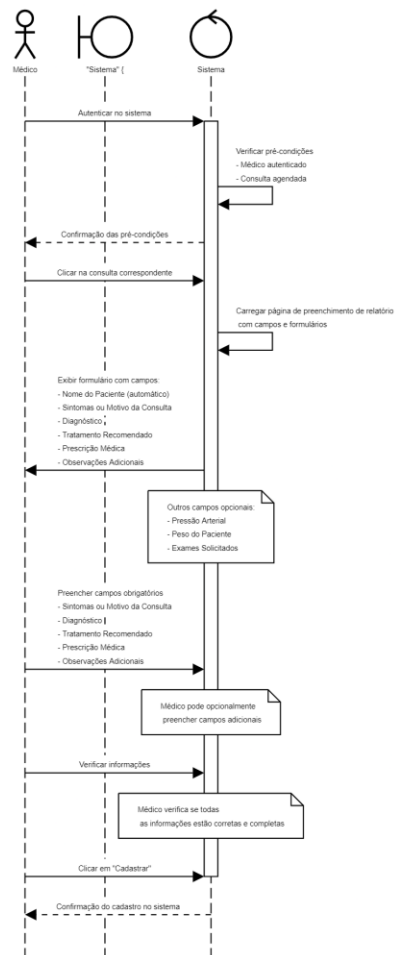 Médico
"Sistema" {
Sistema
Autenticar no sistema
Verificar pré-condições
- Médico autenticado
- Consulta agendada
Confirmação das pré-condições
Clicar na consulta correspondente
Carregar página de preenchimento de relatório
com campos e formulários
Exibir formulário com campos:
- Nome do Paciente (automático)
- Sintomas ou Motivo da Consulta
- Diagnóstico
- Tratamento Recomendado
- Prescrição Médica
- Observações Adicionais
Outros campos opcionais:
- Pressão Arterial
- Peso do Paciente
- Exames Solicitados
Preencher campos obrigatórios
- Sintomas ou Motivo da Consulta
- Diagnóstico
- Tratamento Recomendado
- Prescrição Médica
- Observações Adicionais
Médico pode opcionalmente
preencher campos adicionais
Verificar informações
Médico verifica se todas
as informações estão corretas e completas
Clicar em "Cadastrar"
Confirmação do cadastro no sistema